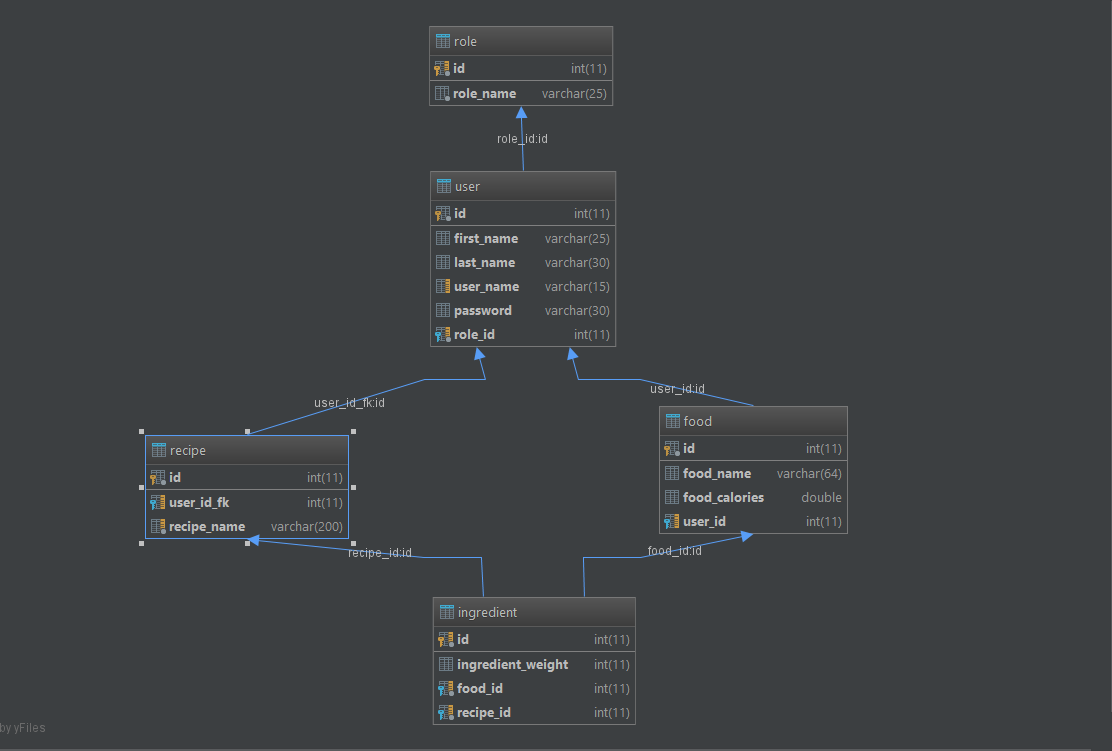 role
id int(11)
role_name varchar(25)
role_id:id
user
id int(11)
first_name varchar(25)
last_name varchar(30)
user_name varchar(15)
password varchar(30)
role_id int(11)
user_id_fk:id
user_id:id
recipe
id int(11)
user_id_fk int(11)
recipe_name varchar(200)
food
id int(11)
food_name varchar(64)
food_calories double
user_id int(11)
recipe_id:id
food_id:id
ingredient
id int(11)
ingredient_weight int(11)
food_id int(11)
recipe_id int(11)
by yFiles